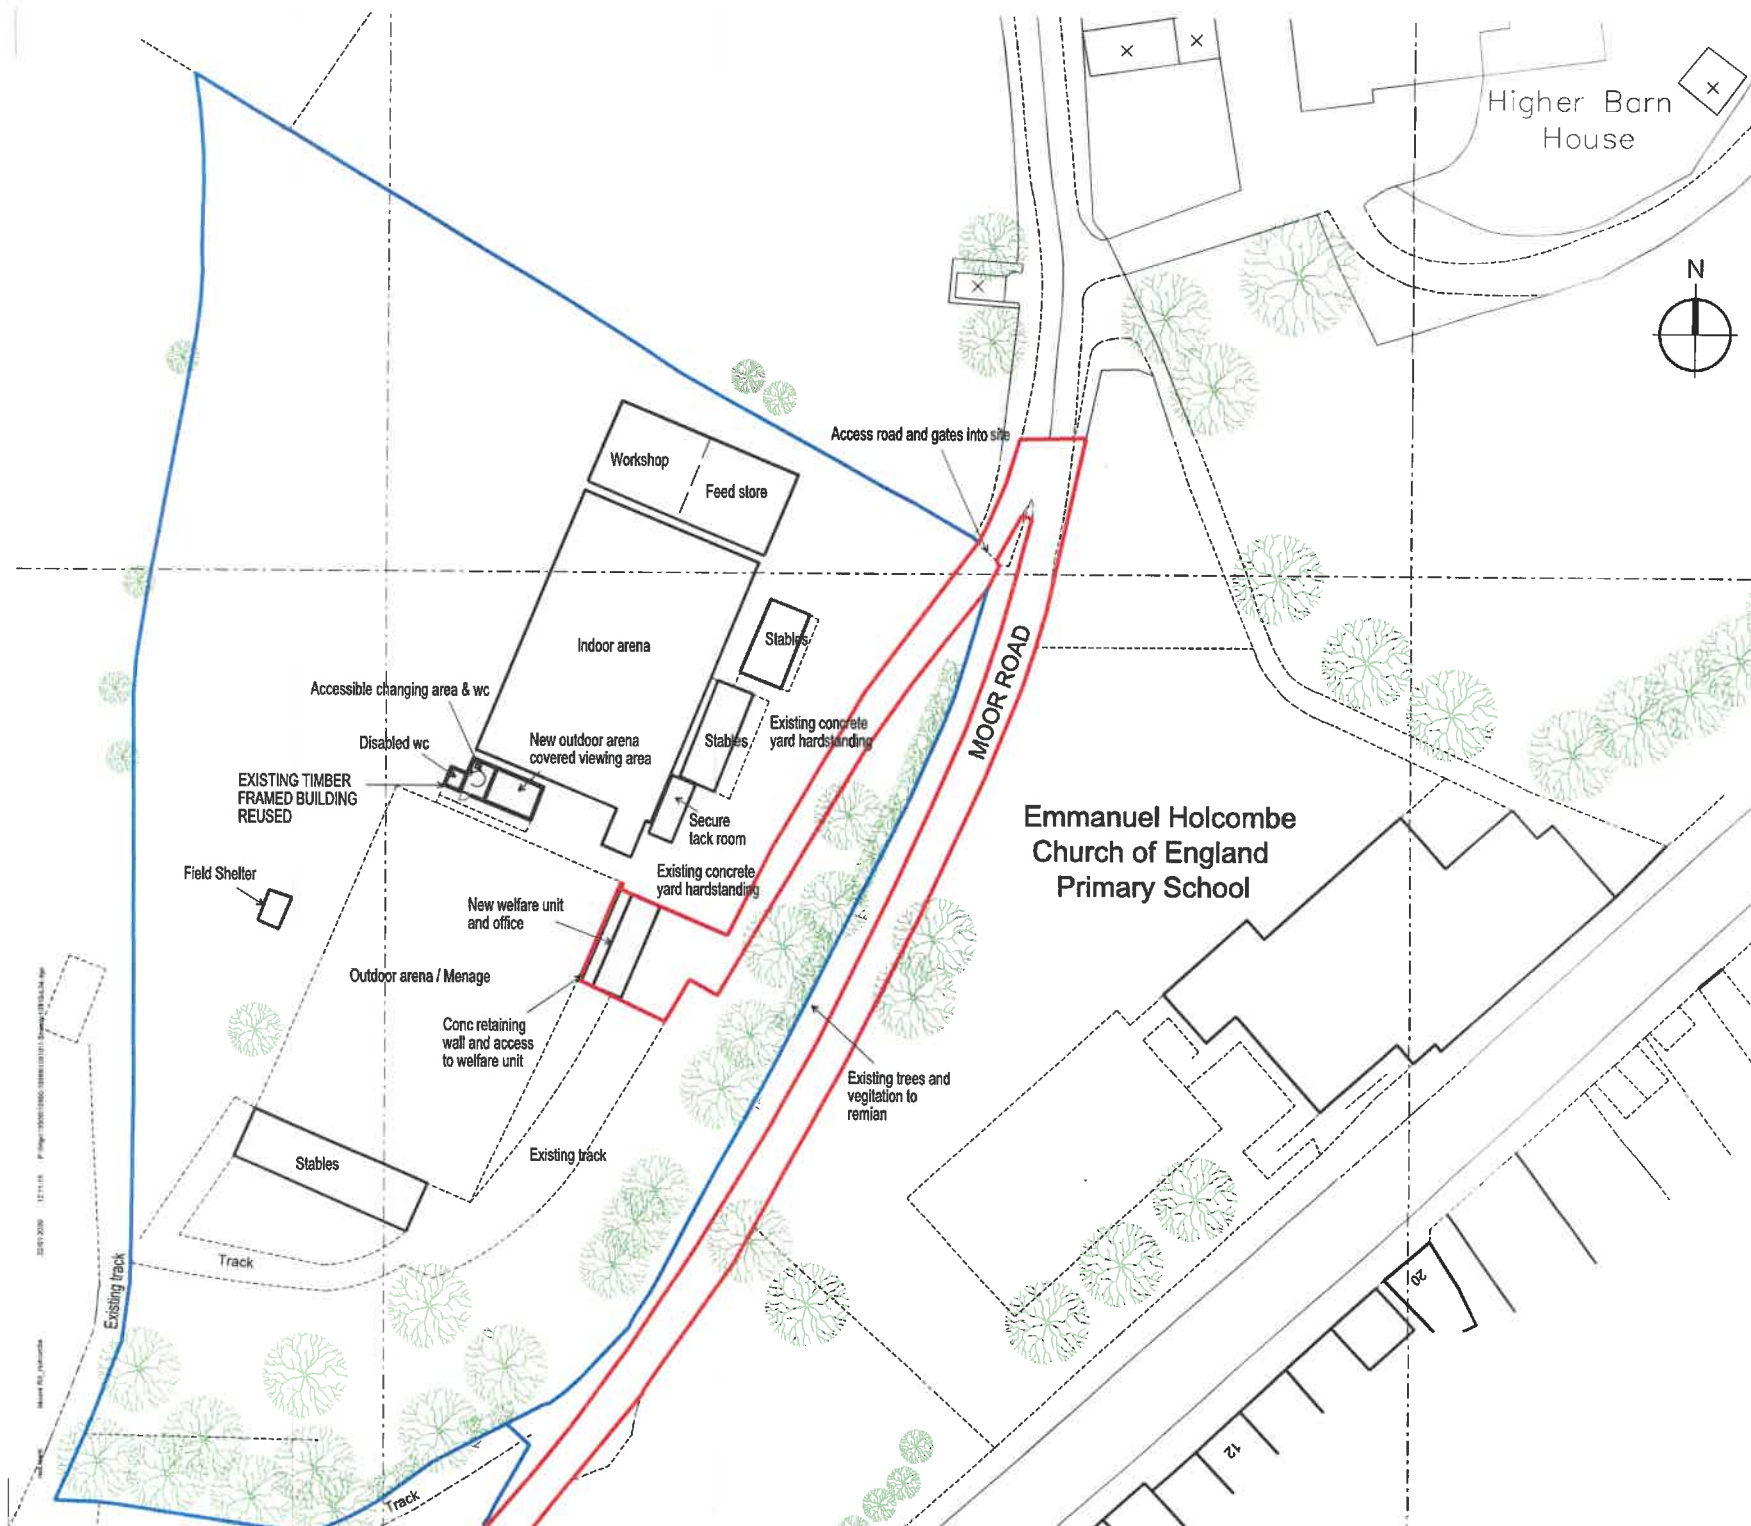 Higher Barn
House
N
Access road and gates into site
Workshop
Feed store
Indoor arena
Stables
Accessible changing area & wc
Disabled wc
New outdoor arena
covered viewing area
Stables
Existing concrete
yard hardstanding
EXISTING TIMBER
FRAMED BUILDING
REUSED
MOOR ROAD
Secure
tack room
Emmanuel Holcombe
Church of England
Primary School
Field Shelter
Existing concrete
yard hardstanding
New welfare unit
and office
Outdoor arena / Menage
Conc retaining
wall and access
to welfare unit
Existing trees and
vegitation to
remian
Existing track
Stables
Track
Existing track
20
12
Track